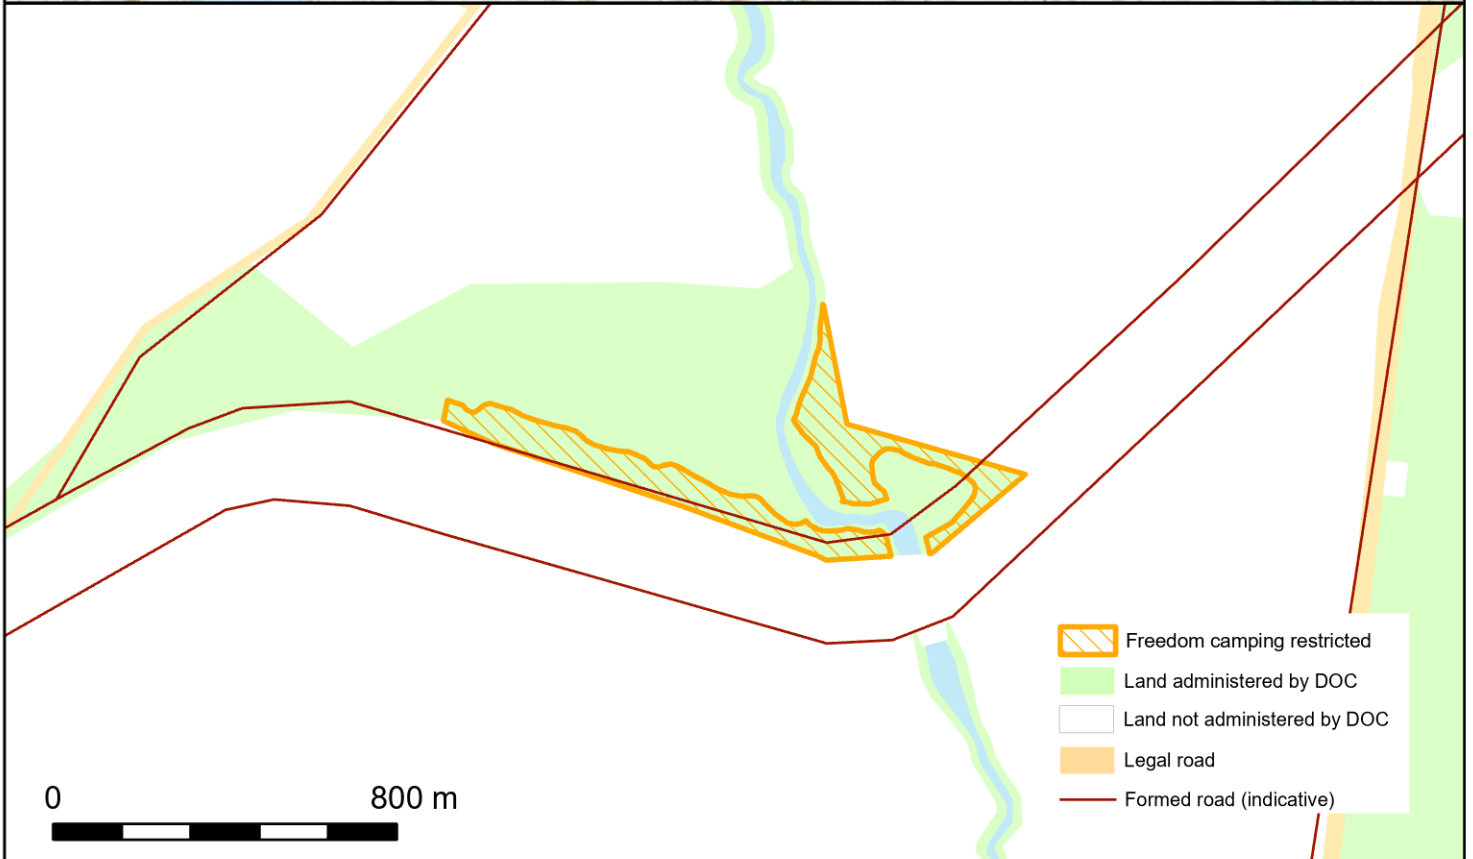 Freedom camping restricted
Land administered by DOC
Land not administered by DOC
Legal road
Formed road (indicative)
0 800 m